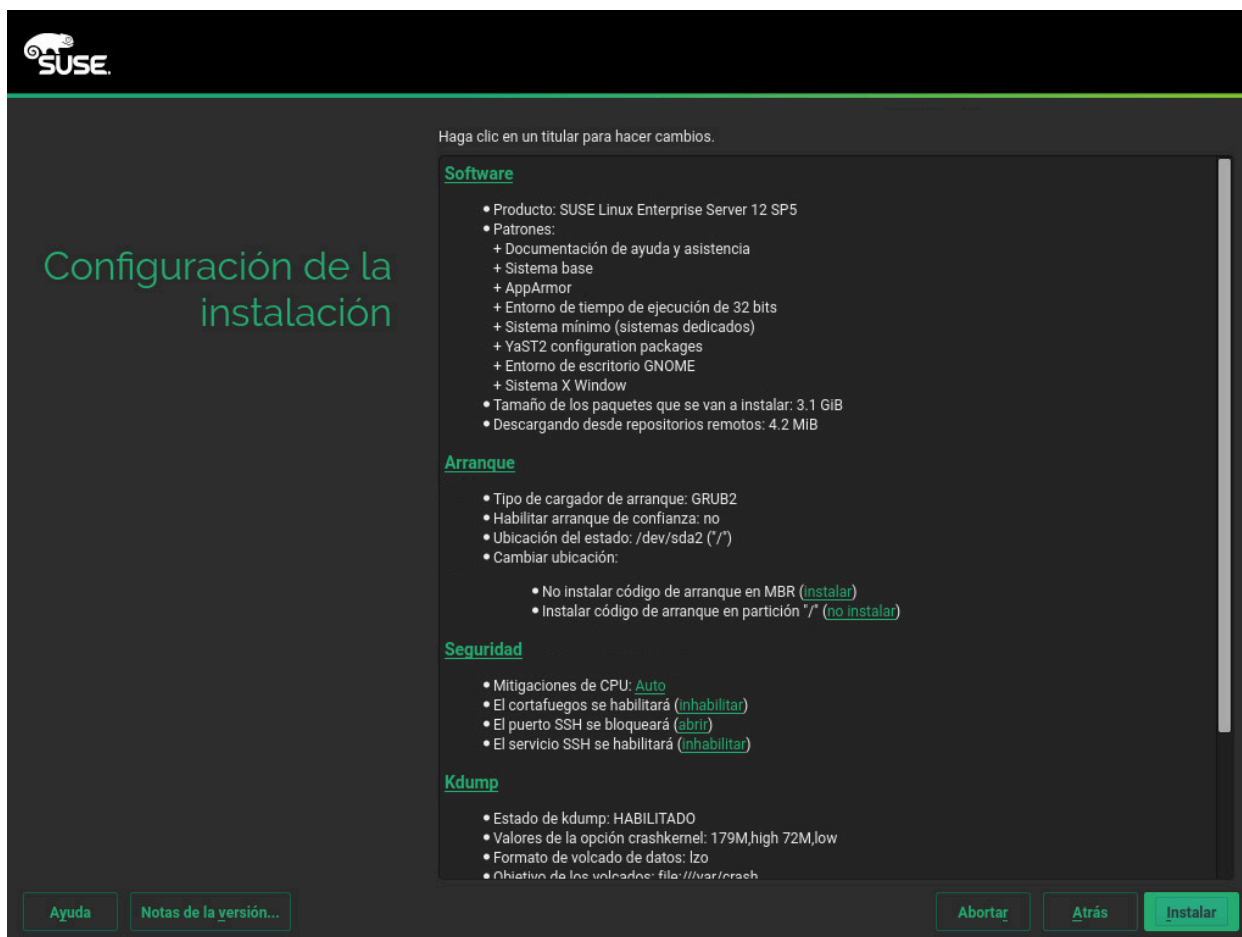 SUSE.
Haga clic en un titular para hacer cambios.
Configuración de la
instalación
Software
• Producto: SUSE Linux Enterprise Server 12 SP5
• Patrones:
+ Documentación de ayuda y asistencia
+ Sistema base
+ AppArmor
+ Entorno de tiempo de ejecución de 32 bits
+ Sistema mínimo (sistemas dedicados)
+ YaST2 configuration packages
+ Entorno de escritorio GNOME
+ Sistema X Window
• Tamaño de los paquetes que se van a instalar: 3.1 GiB
• Descargando desde repositorios remotos: 4.2 MiB
Arranque
• Tipo de cargador de arranque: GRUB2
• Habilitar arranque de confianza: no
• Ubicación del estado: /dev/sda2 ("/")
• Cambiar ubicación:
• No instalar código de arranque en MBR (instalar)
• Instalar código de arranque en partición "/" (no instalar)
Seguridad
• Mitigaciones de CPU: Auto
• El cortafuegos se habilitará (inhabilitar)
• El puerto SSH se bloqueará (abrir)
• El servicio SSH se habilitará (inhabilitar)
Kdump
• Estado de kdump: HABILITADO
• Valores de la opción crashkernel: 179M,high 72M,low
• Formato de volcado de datos: lzo
• Objetivo de los volcados: file:///var/crash
Ayuda
Notas de la versión...
Abortar
Atrás
Instalar